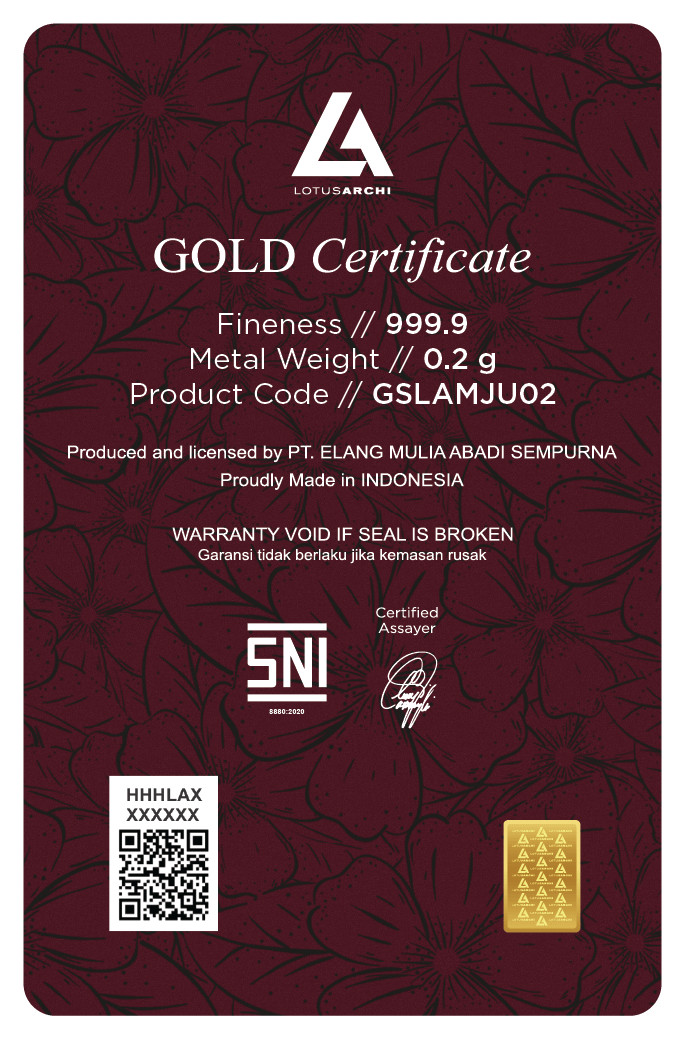 LOTUSARCHI
GOLD Certificate
Fineness // 999.9
Metal Weight // 0.2 g
Product Code // GSLAMJU02
Produced and licensed by PT. ELANG MULIA ABADI SEMPURNA
Proudly Made in INDONESIA
WARRANTY VOID IF SEAL IS BROKEN
Garansi tidak berlaku jika kemasan rusak
Certified
Assayer
SNI
8880:2020
HHHLAX
XXXXXX